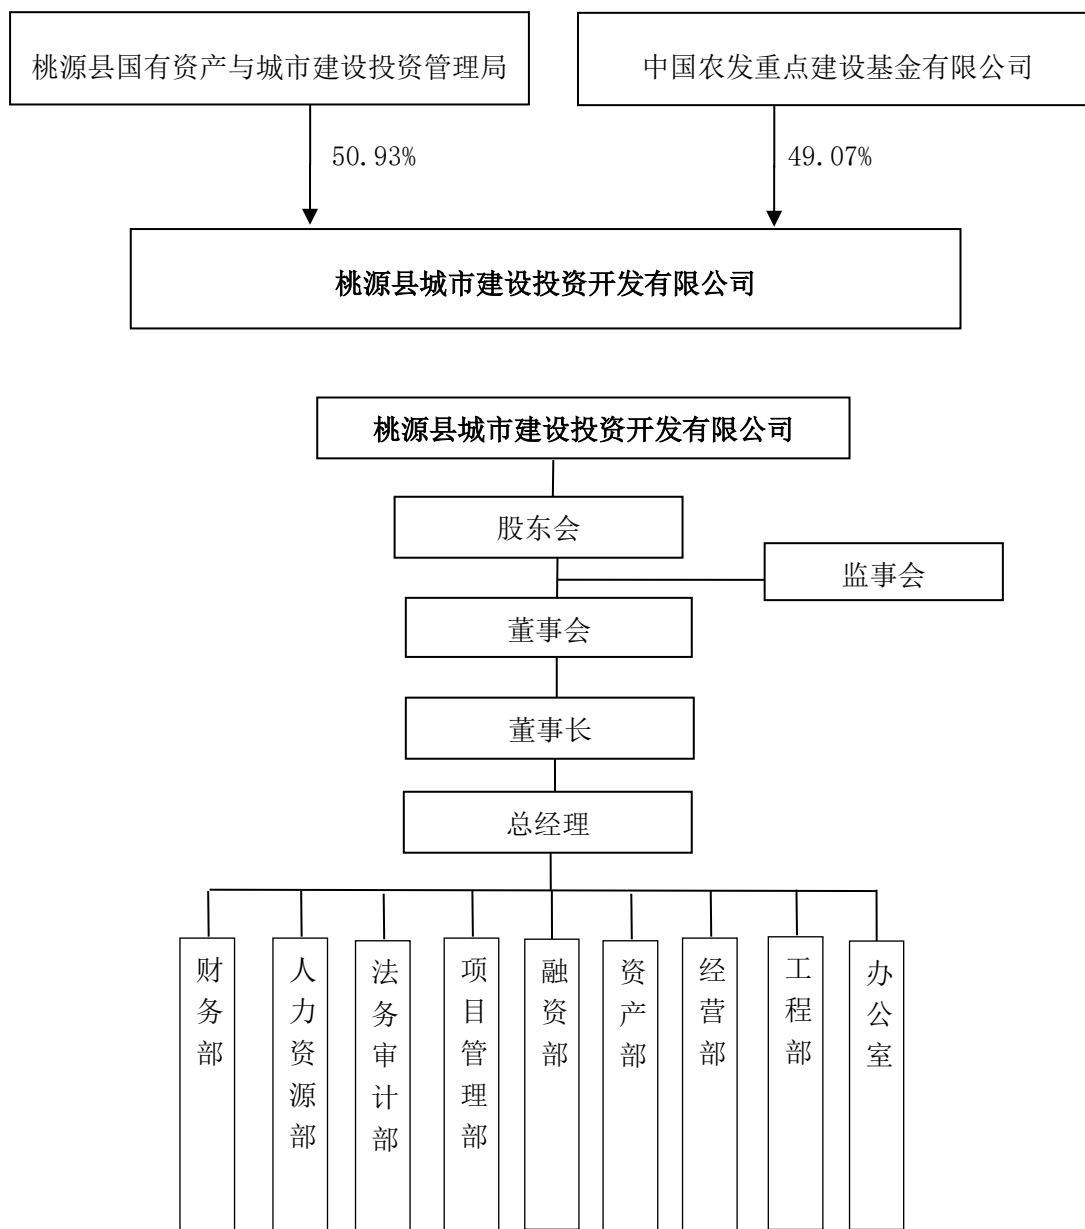 桃源县国有资产与城市建设投资管理局
中国农发重点建设基金有限公司
50.93%
49.07%
桃源县城市建设投资开发有限公司
桃源县城市建设投资开发有限公司
股东会
监事会
董事会
董事长
总经理
财务部
人力资源部
法务审计部
项目管理部
融资部
资产部
经营部
工程部
办公室